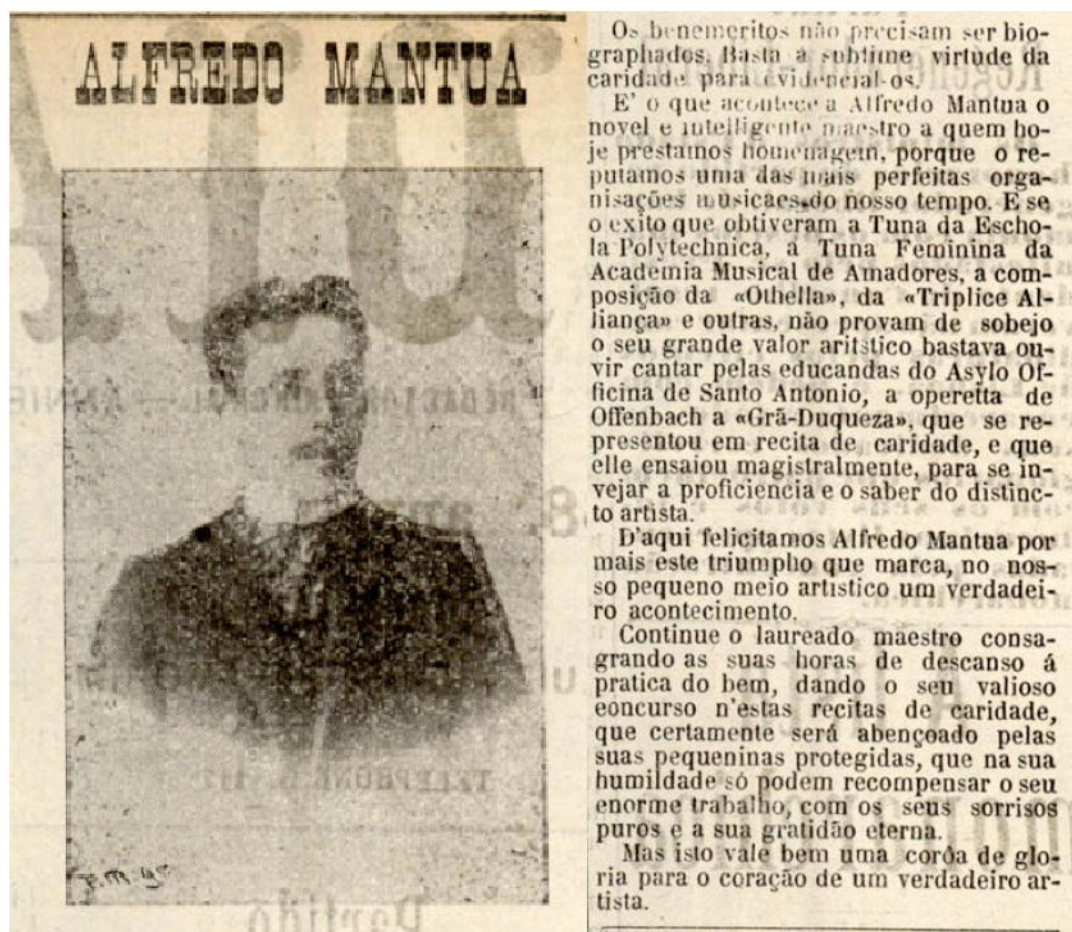 ALFREDO MANTUA
Os benemeritos não precisam ser bio-
graphados. Basta a sublime virtude da
caridade para evidencial-os.
E' o que acontece a Alfredo Mantua o
novel e intelligente maestro a quem ho-
je prestamos homenagem, porque o re-
putamos uma das mais perfeitas orga-
nisações musicaes do nosso tempo. E se
o exito que obtiveram a Tuna da Escho-
la Polytechnica, a Tuna Feminina da
Academia Musical de Amadores, a com-
posição da «Othella», da «Triplice Al-
liança» e outras, não provam de sobejo
o seu grande valor aritstico bastava ou-
vir cantar pelas educandas do Asylo Of-
ficina de Santo Antonio, a operetta de
Offenbach a «Grã-Duqueza», que se re-
presentou em recita de caridade, e que
elle ensaiou magistralmente, para se in-
vejar a proficiencia e o saber do distinc-
to artista.
D'aqui felicitamos Alfredo Mantua por
mais este triumpho que marca, no nos-
so pequeno meio artistico um verdadei-
ro acontecimento.
Continue o laureado maestro consa-
grando as suas horas de descanso á
pratica do bem, dando o seu valioso
eoncurso n'estas recitas de caridade,
que certamente será abençoado pelas
suas pequeninas protegidas, que na sua
humildade só podem recompensar o seu
enorme trabalho, com os seus sorrisos
puros e a sua gratidão eterna.
Mas isto vale bem uma corôa de glo-
ria para o coração de um verdadeiro ar-
tista.